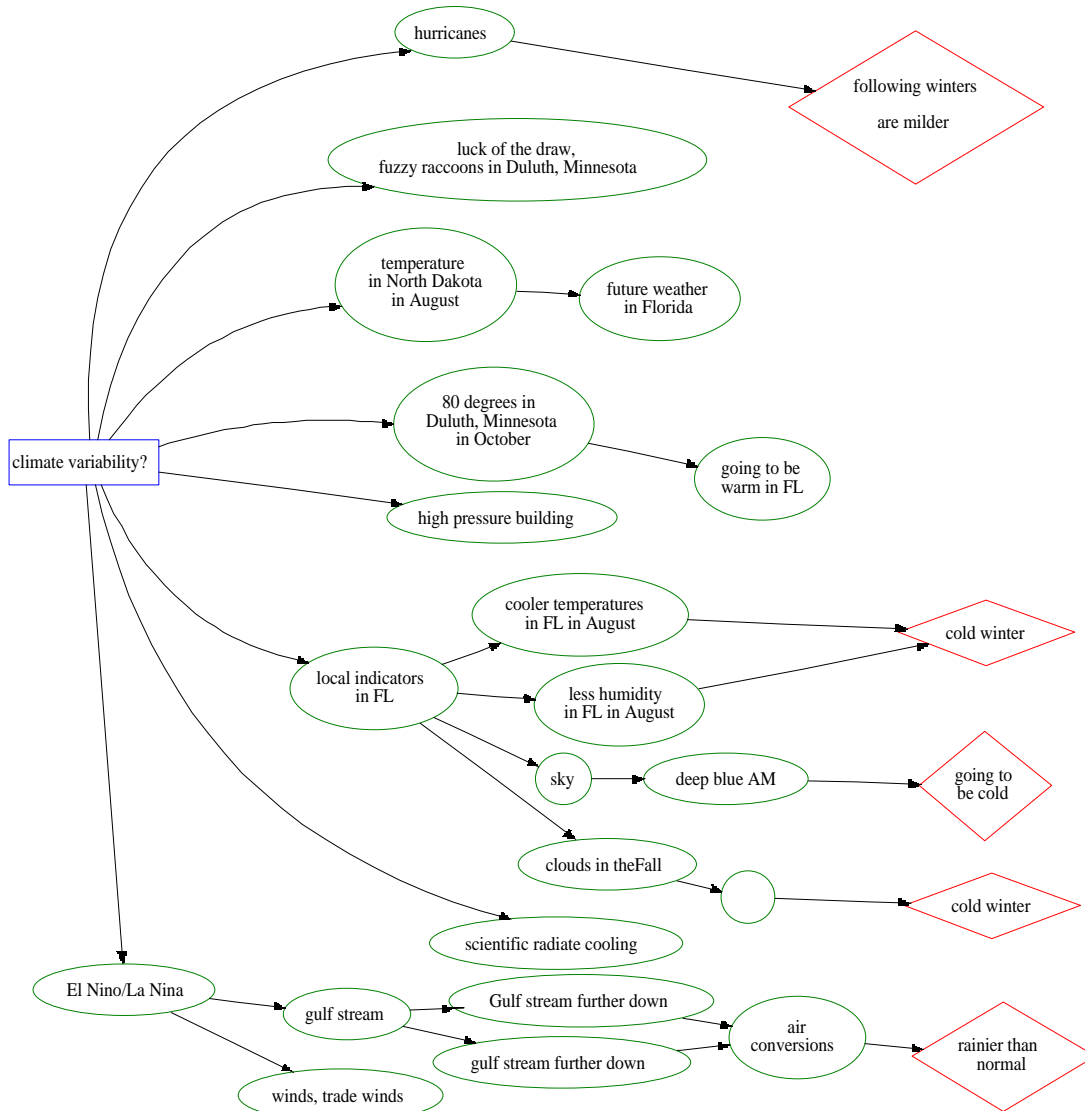 hurricanes
following winters
are milder
luck of the draw,
fuzzy raccoons in Duluth, Minnesota
temperature
in North Dakota
in August
future weather
in Florida
80 degrees in
Duluth, Minnesota
in October
climate variability?
going to be
warm in FL
high pressure building
cooler temperatures
in FL in August
cold winter
local indicators
in FL
less humidity
in FL in August
sky
deep blue AM
going to
be cold
clouds in theFall
cold winter
scientific radiate cooling
El Nino/La Nina
gulf stream
Gulf stream further down
gulf stream further down
air
conversions
rainier than
normal
winds, trade winds